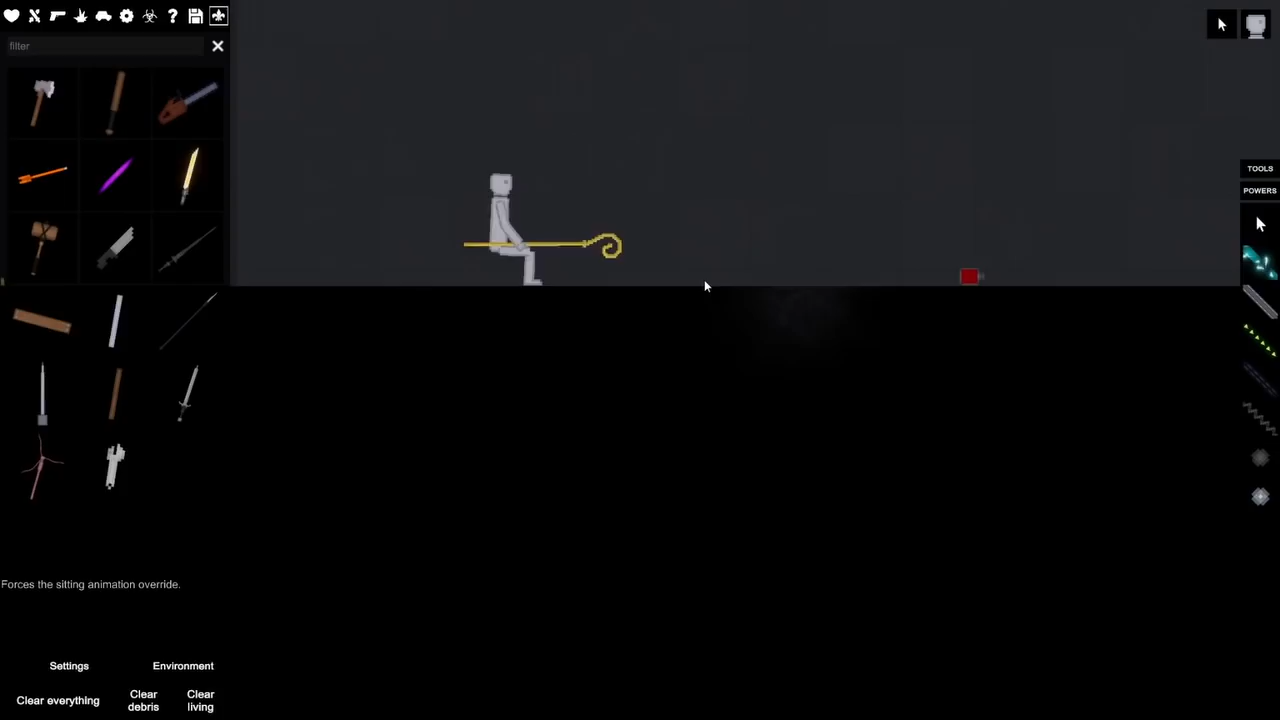 filter
TOOLS
POWERS
Forces the sitting animation override.
Settings
Environment
Clear everything
Clear
debris
Clear
living